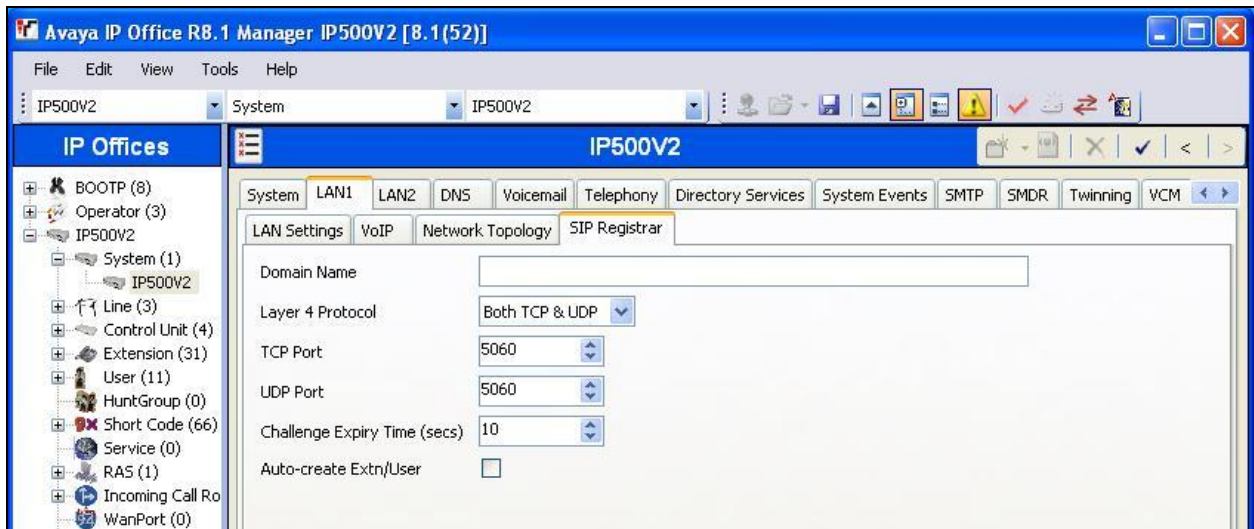 Avaya IP Office R8.1 Manager IP500V2 [8.1(52)]
File Edit View Tools Help
IP500V2 System IP500V2
IP Offices
IP500V2
BOOTP (8)
Operator (3)
IP500V2
System (1)
IP500V2
Line (3)
Control Unit (4)
Extension (31)
User (11)
HuntGroup (0)
Short Code (66)
Service (0)
RAS (1)
Incoming Call Ro
WanPort (0)
System LAN1 LAN2 DNS Voicemail Telephony Directory Services System Events SMTP SMDR Twinning VCM
LAN Settings VoIP Network Topology SIP Registrar
Domain Name
Layer 4 Protocol Both TCP & UDP
TCP Port 5060
UDP Port 5060
Challenge Expiry Time (secs) 10
Auto-create Extn/User